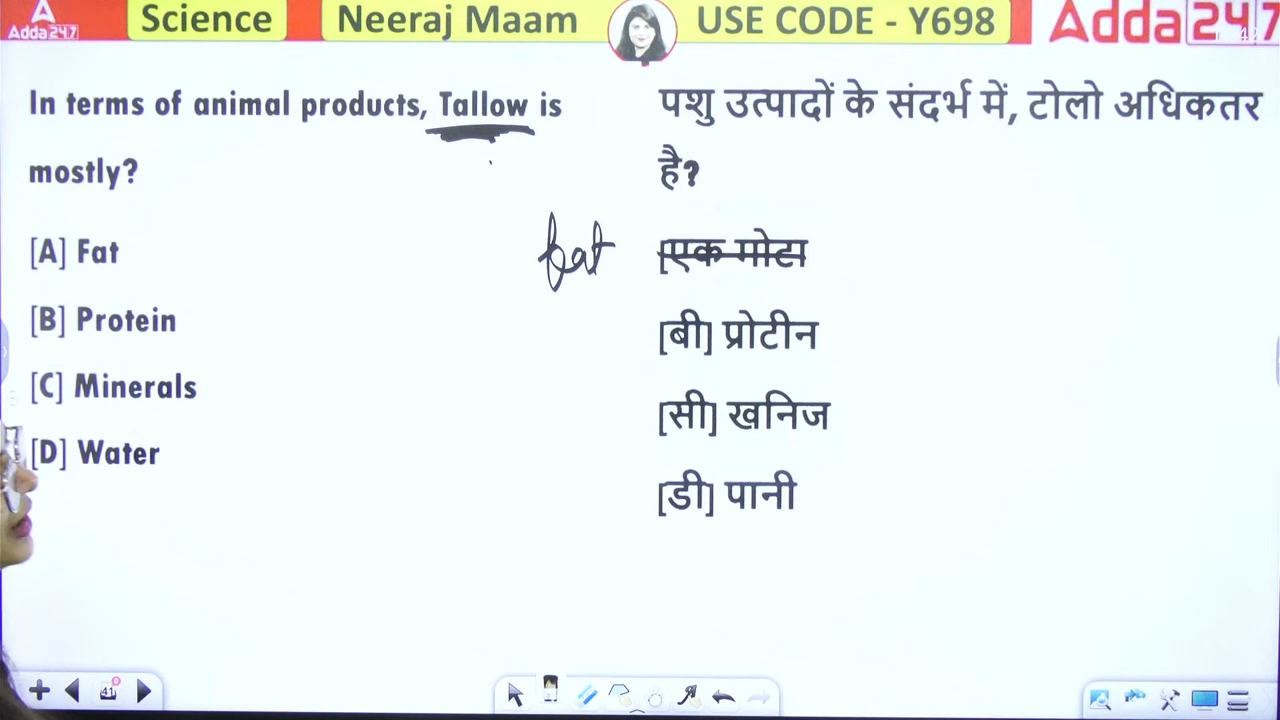 Adda247
Science
Neeraj Maam
USE CODE - Y698
Adda247
In terms of animal products, Tallow is
mostly?
[A] Fat
[B] Protein
[C] Minerals
[D] Water
fat
पशु उत्पादों के संदर्भ में, टोलो अधिकतर
है?
[एक मोटा
[बी] प्रोटीन
[सी] खनिज
[डी] पानी
41